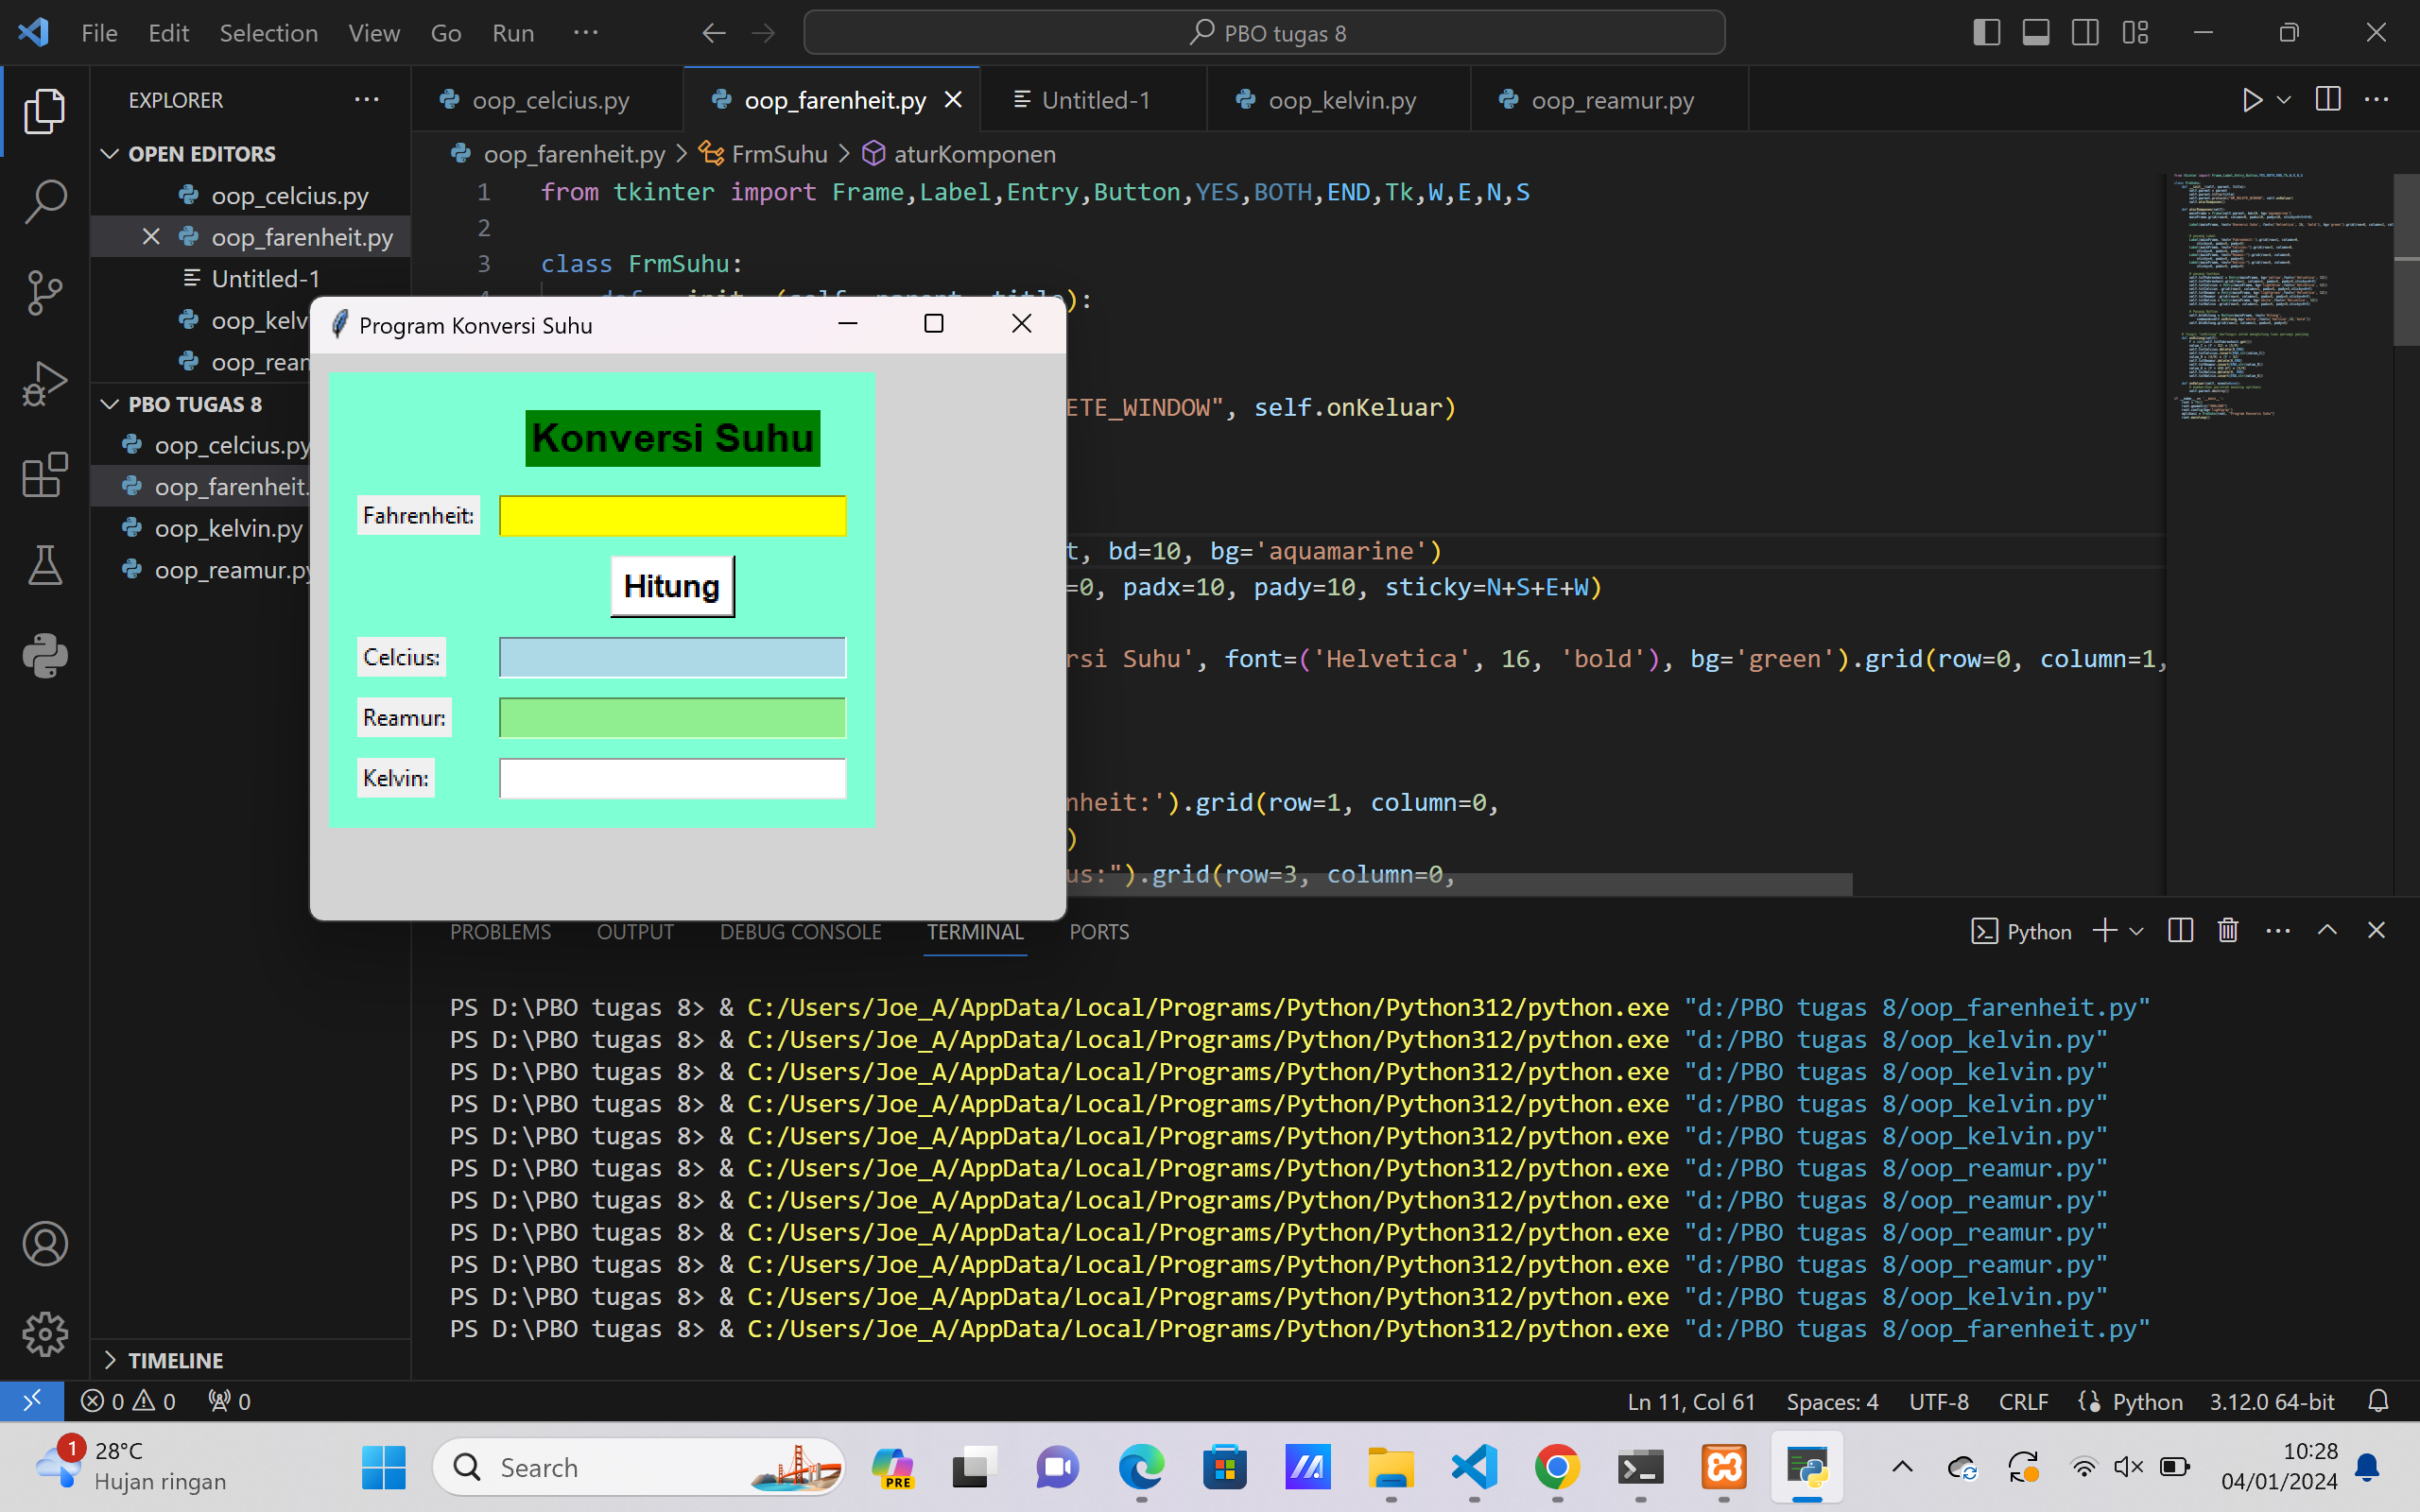 File Edit Selection View Go Run ···
PBO tugas 8
EXPLORER
oop_celcius.py
oop_farenheit.py
Untitled-1
oop_kelvin.py
oop_reamur.py
OPEN EDITORS
oop_celcius.py
oop_farenheit.py
Untitled-1
oop_kelv
oop_rean
PBO TUGAS 8
oop_celcius.py
oop_farenheit.
oop_kelvin.py
oop_reamur.py
TIMELINE
oop_farenheit.py > FrmSuhu > aturKomponen
1 from tkinter import Frame,Label,Entry,Button,YES,BOTH,END,Tk,W,E,N,S
2
3 class FrmSuhu:
ETE_WINDOW", self.onKeluar)
t, bd=10, bg='aquamarine')
=0, padx=10, pady=10, sticky=N+S+E+W)
rsi Suhu', font=('Helvetica', 16, 'bold'), bg='green').grid(row=0, column=1,
nheit:').grid(row=1, column=0,
)
us:").grid(row=3, column=0,
Program Konversi Suhu
Konversi Suhu
Fahrenheit:
Hitung
Celcius:
Reamur:
Kelvin:
PROBLEMS OUTPUT DEBUG CONSOLE TERMINAL PORTS
Python
PS D:\PBO tugas 8> & C:/Users/Joe_A/AppData/Local/Programs/Python/Python312/python.exe "d:/PBO tugas 8/oop_farenheit.py"
PS D:\PBO tugas 8> & C:/Users/Joe_A/AppData/Local/Programs/Python/Python312/python.exe "d:/PBO tugas 8/oop_kelvin.py"
PS D:\PBO tugas 8> & C:/Users/Joe_A/AppData/Local/Programs/Python/Python312/python.exe "d:/PBO tugas 8/oop_kelvin.py"
PS D:\PBO tugas 8> & C:/Users/Joe_A/AppData/Local/Programs/Python/Python312/python.exe "d:/PBO tugas 8/oop_kelvin.py"
PS D:\PBO tugas 8> & C:/Users/Joe_A/AppData/Local/Programs/Python/Python312/python.exe "d:/PBO tugas 8/oop_kelvin.py"
PS D:\PBO tugas 8> & C:/Users/Joe_A/AppData/Local/Programs/Python/Python312/python.exe "d:/PBO tugas 8/oop_reamur.py"
PS D:\PBO tugas 8> & C:/Users/Joe_A/AppData/Local/Programs/Python/Python312/python.exe "d:/PBO tugas 8/oop_reamur.py"
PS D:\PBO tugas 8> & C:/Users/Joe_A/AppData/Local/Programs/Python/Python312/python.exe "d:/PBO tugas 8/oop_reamur.py"
PS D:\PBO tugas 8> & C:/Users/Joe_A/AppData/Local/Programs/Python/Python312/python.exe "d:/PBO tugas 8/oop_reamur.py"
PS D:\PBO tugas 8> & C:/Users/Joe_A/AppData/Local/Programs/Python/Python312/python.exe "d:/PBO tugas 8/oop_kelvin.py"
PS D:\PBO tugas 8> & C:/Users/Joe_A/AppData/Local/Programs/Python/Python312/python.exe "d:/PBO tugas 8/oop_farenheit.py"
0 0 0
Ln 11, Col 61 Spaces: 4 UTF-8 CRLF Python 3.12.0 64-bit
1
28°C
Hujan ringan
Search
PRE
10:28
04/01/2024